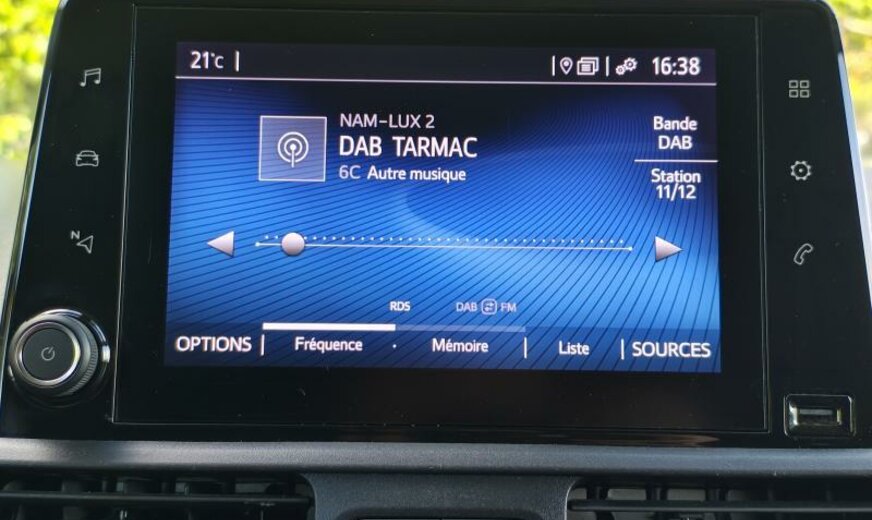 21°C
16:38
NAM-LUX 2
DAB TARMAC
6C Autre musique
Bande
DAB
Station
11/12
N
RDS
DAB FM
OPTIONS
Fréquence
Mémoire
Liste
SOURCES